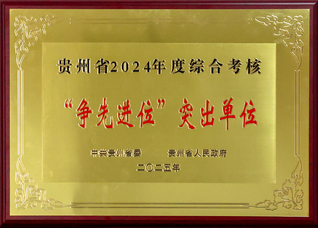 贵州省2024年度综合考核
“争先进位”突出单位
中共贵州省委 贵州省人民政府
二〇二五年